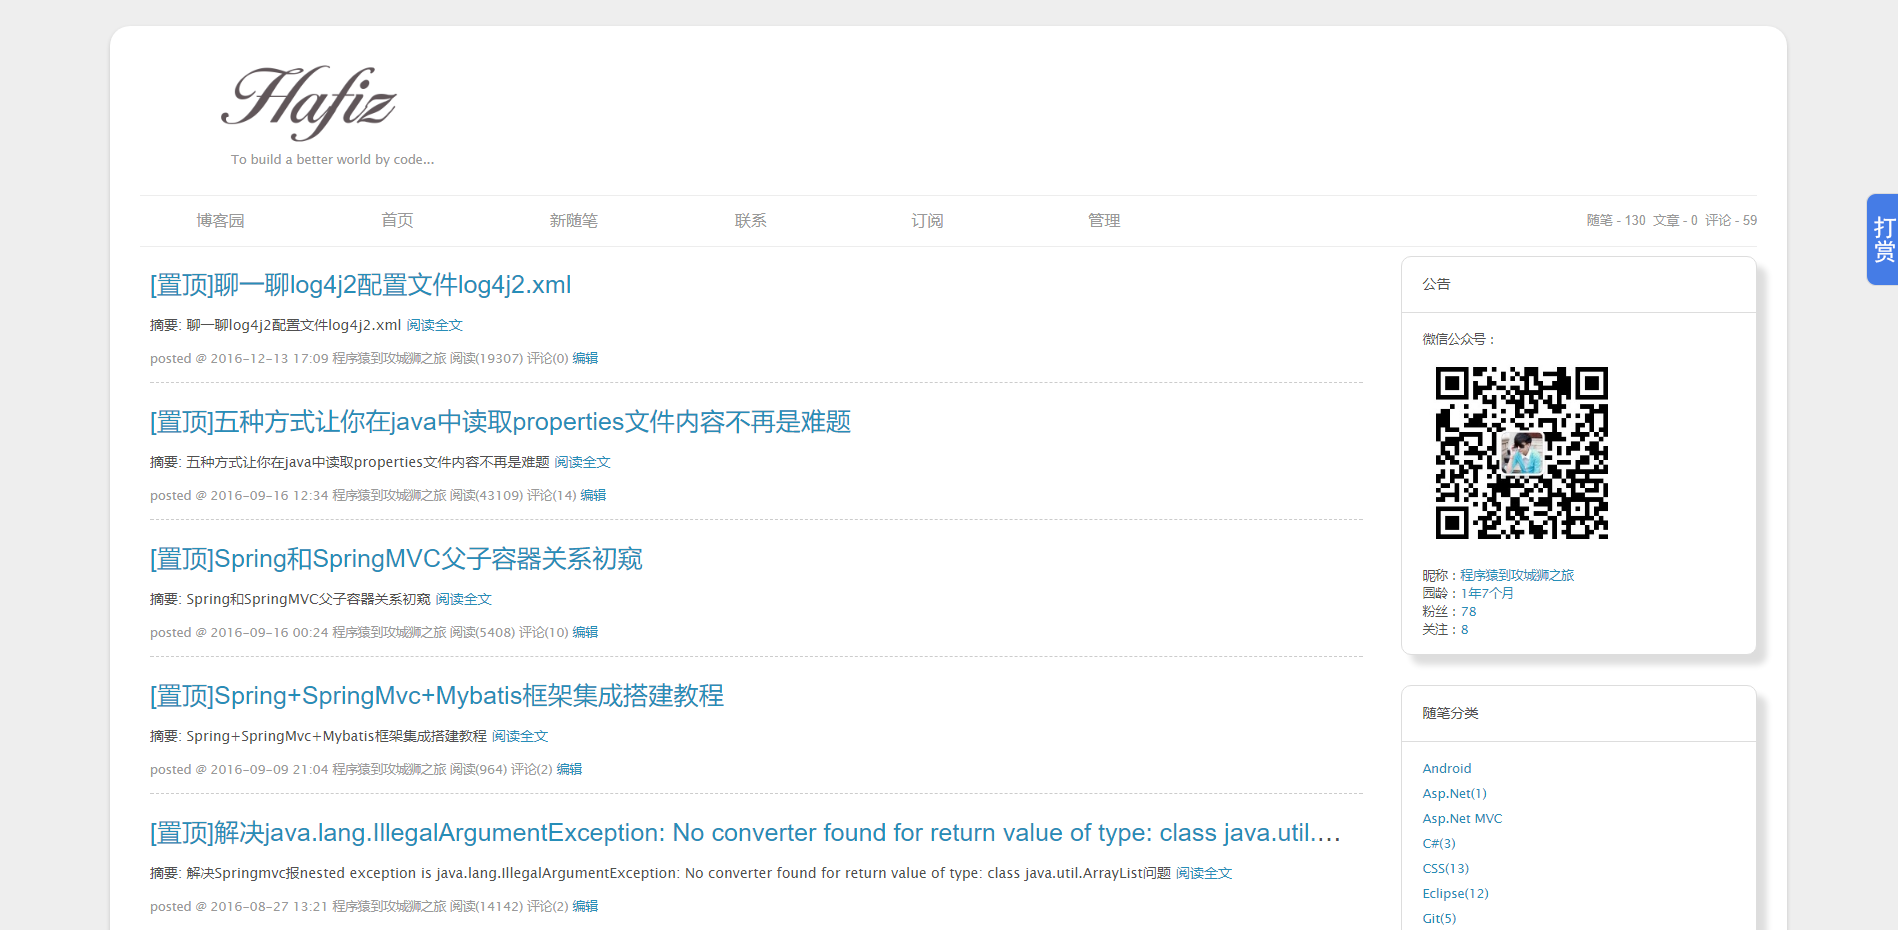 Hafiz
To build a better world by code...
博客园 首页 新随笔 联系 订阅 管理 随笔 - 130 文章 - 0 评论 - 59
打赏
[置顶]聊一聊log4j2配置文件log4j2.xml
摘要: 聊一聊log4j2配置文件log4j2.xml 阅读全文
posted @ 2016-12-13 17:09 程序猿到攻城狮之旅 阅读(19307) 评论(0) 编辑
[置顶]五种方式让你在java中读取properties文件内容不再是难题
摘要: 五种方式让你在java中读取properties文件内容不再是难题 阅读全文
posted @ 2016-09-16 12:34 程序猿到攻城狮之旅 阅读(43109) 评论(14) 编辑
[置顶]Spring和SpringMVC父子容器关系初窥
摘要: Spring和SpringMVC父子容器关系初窥 阅读全文
posted @ 2016-09-16 00:24 程序猿到攻城狮之旅 阅读(5408) 评论(10) 编辑
[置顶]Spring+SpringMvc+Mybatis框架集成搭建教程
摘要: Spring+SpringMvc+Mybatis框架集成搭建教程 阅读全文
posted @ 2016-09-09 21:04 程序猿到攻城狮之旅 阅读(964) 评论(2) 编辑
[置顶]解决java.lang.IllegalArgumentException: No converter found for return value of type: class java.util....
摘要: 解决Springmvc报nested exception is java.lang.IllegalArgumentException: No converter found for return value of type: class java.util.ArrayList问题 阅读全文
posted @ 2016-08-27 13:21 程序猿到攻城狮之旅 阅读(14142) 评论(2) 编辑
公告
微信公众号：
昵称：程序猿到攻城狮之旅
园龄：1年7个月
粉丝：78
关注：8
随笔分类
Android
Asp.Net(1)
Asp.Net MVC
C#(3)
CSS(13)
Eclipse(12)
Git(5)